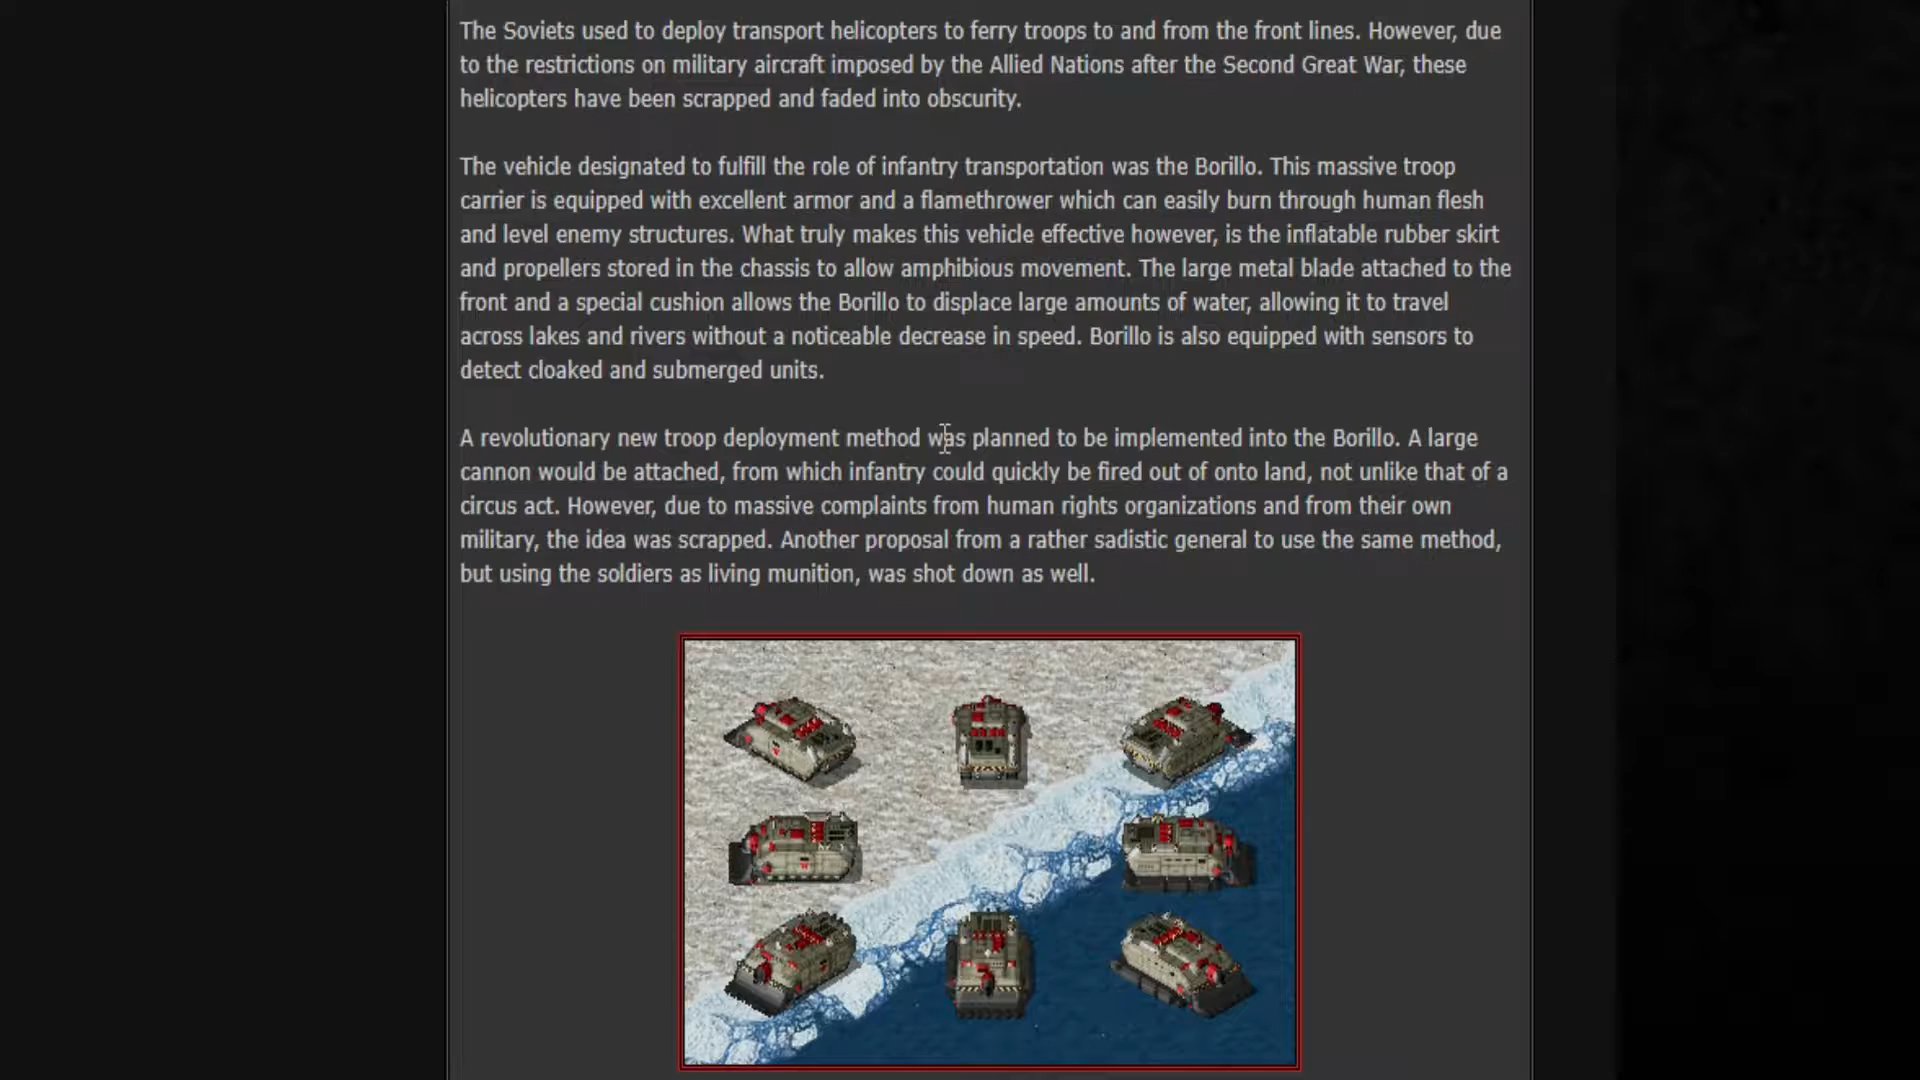 The Soviets used to deploy transport helicopters to ferry troops to and from the front lines. However, due
to the restrictions on military aircraft imposed by the Allied Nations after the Second Great War, these
helicopters have been scrapped and faded into obscurity.
The vehicle designated to fulfill the role of infantry transportation was the Borillo. This massive troop
carrier is equipped with excellent armor and a flamethrower which can easily burn through human flesh
and level enemy structures. What truly makes this vehicle effective however, is the inflatable rubber skirt
and propellers stored in the chassis to allow amphibious movement. The large metal blade attached to the
front and a special cushion allows the Borillo to displace large amounts of water, allowing it to travel
across lakes and rivers without a noticeable decrease in speed. Borillo is also equipped with sensors to
detect cloaked and submerged units.
A revolutionary new troop deployment method was planned to be implemented into the Borillo. A large
cannon would be attached, from which infantry could quickly be fired out of onto land, not unlike that of a
circus act. However, due to massive complaints from human rights organizations and from their own
military, the idea was scrapped. Another proposal from a rather sadistic general to use the same method,
but using the soldiers as living munition, was shot down as well.